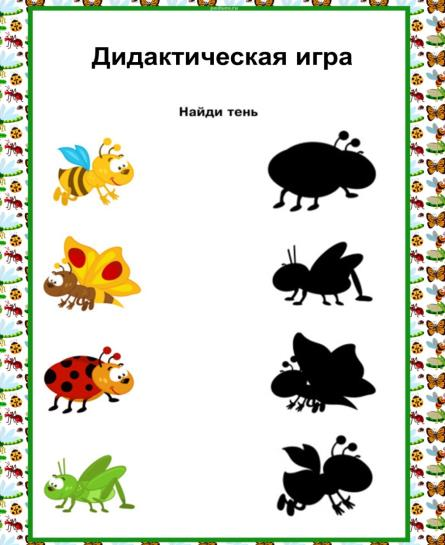 Дидактическая игра
Найди тень